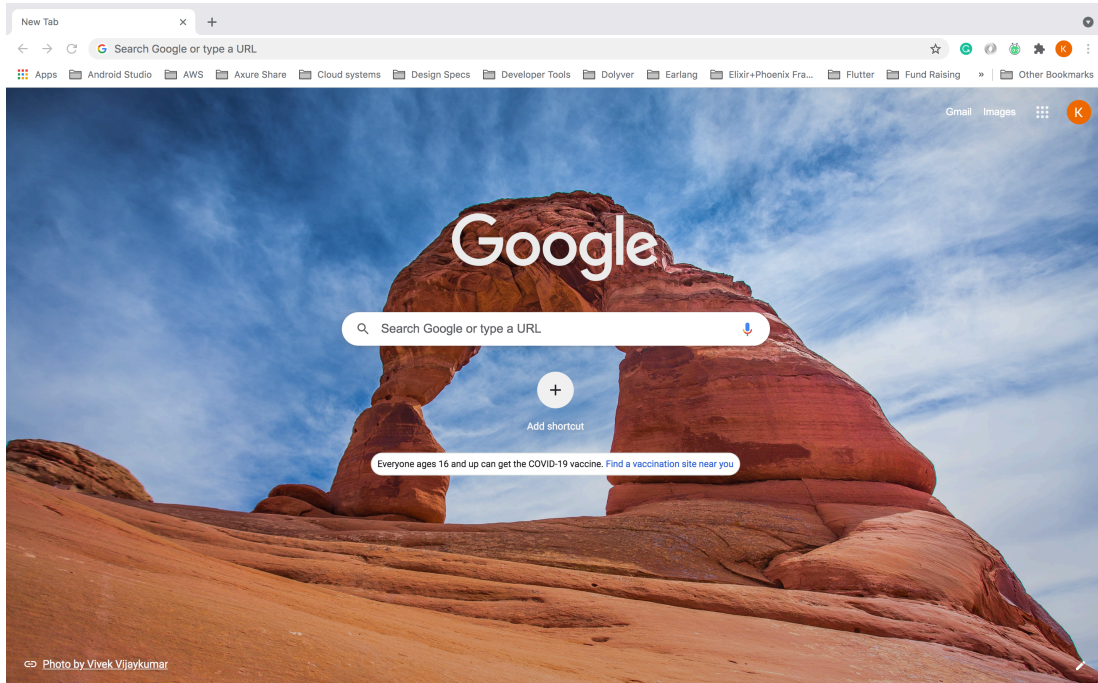 New Tab
Search Google or type a URL
K
Apps Android Studio AWS Axure Share Cloud systems Design Specs Developer Tools Dolyver Earlang Elixir+Phoenix Fra... Flutter Fund Raising » Other Bookmarks
Gmail Images K
Google
Search Google or type a URL
Add shortcut
Everyone ages 16 and up can get the COVID-19 vaccine. Find a vaccination site near you
Photo by Vivek Vijaykumar